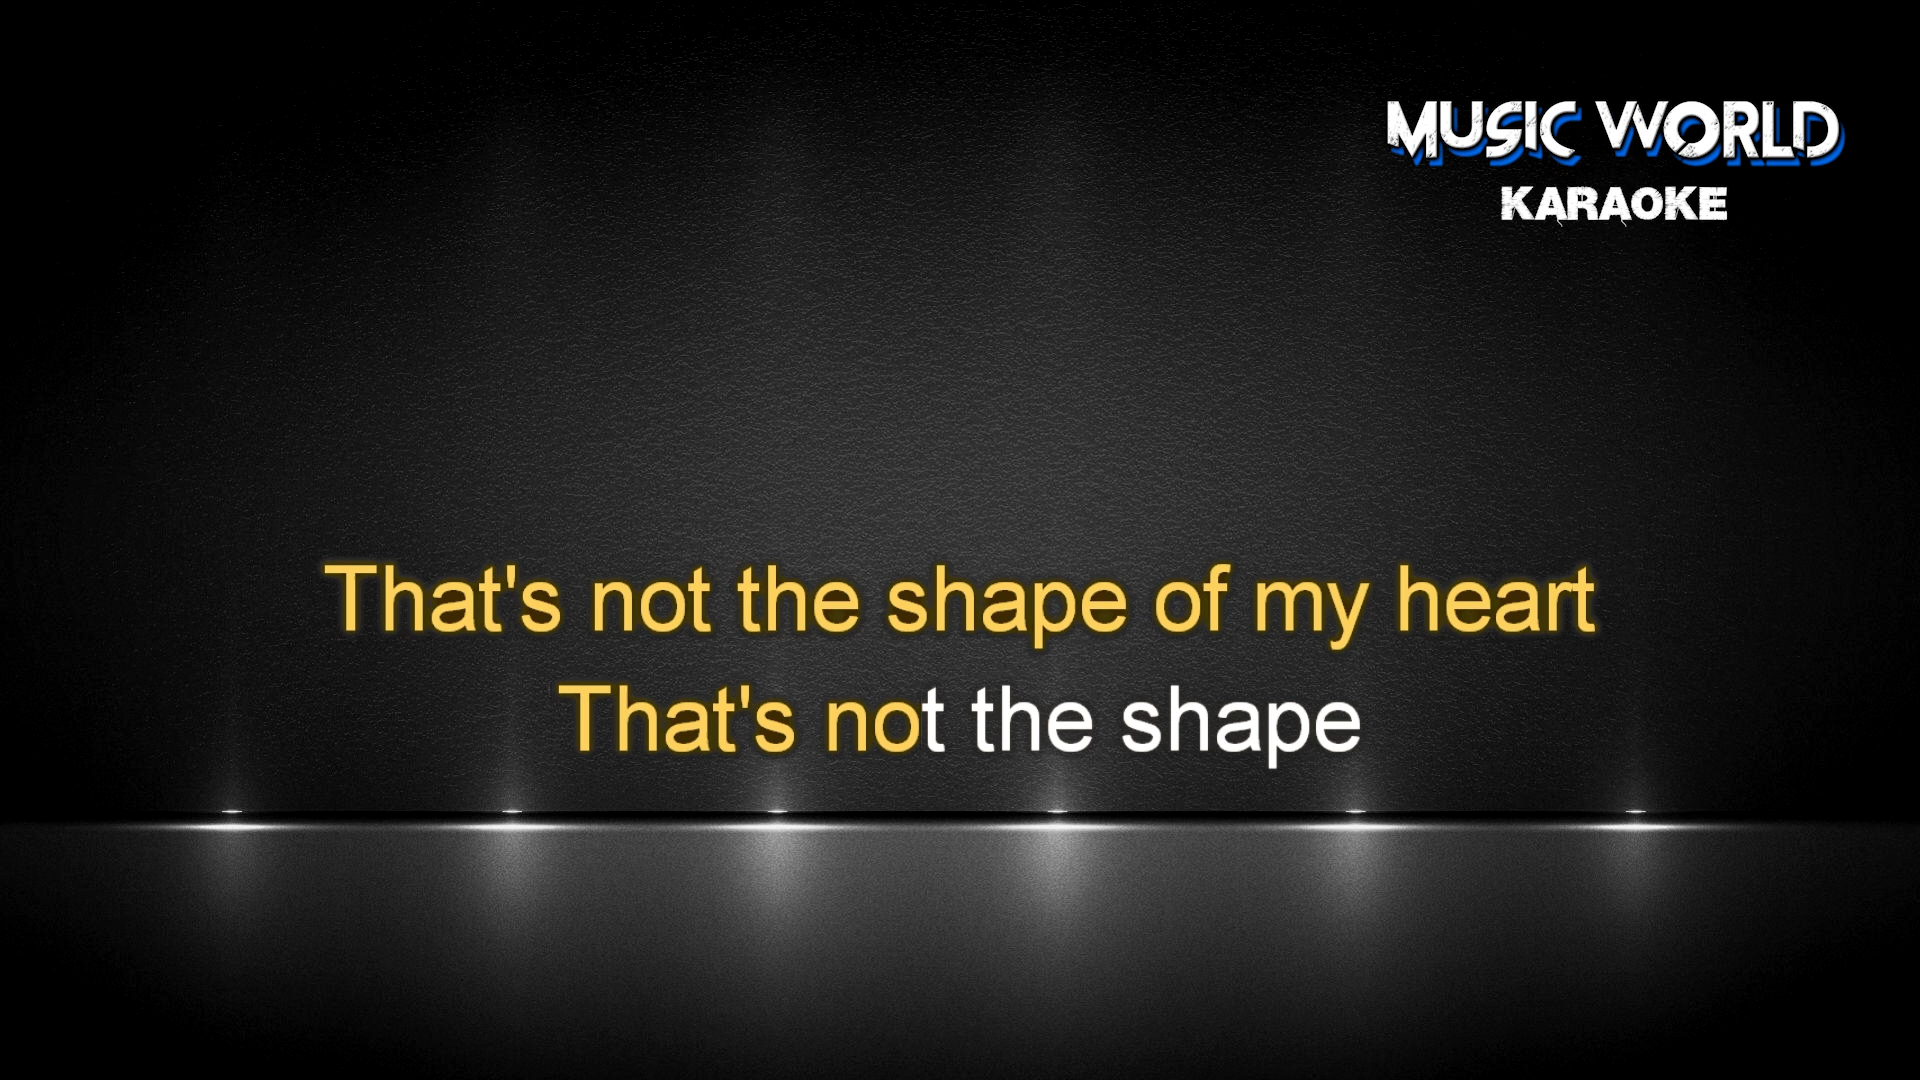 MUSIC WORLD
KARAOKE
That's not the shape of my heart
That's not the shape